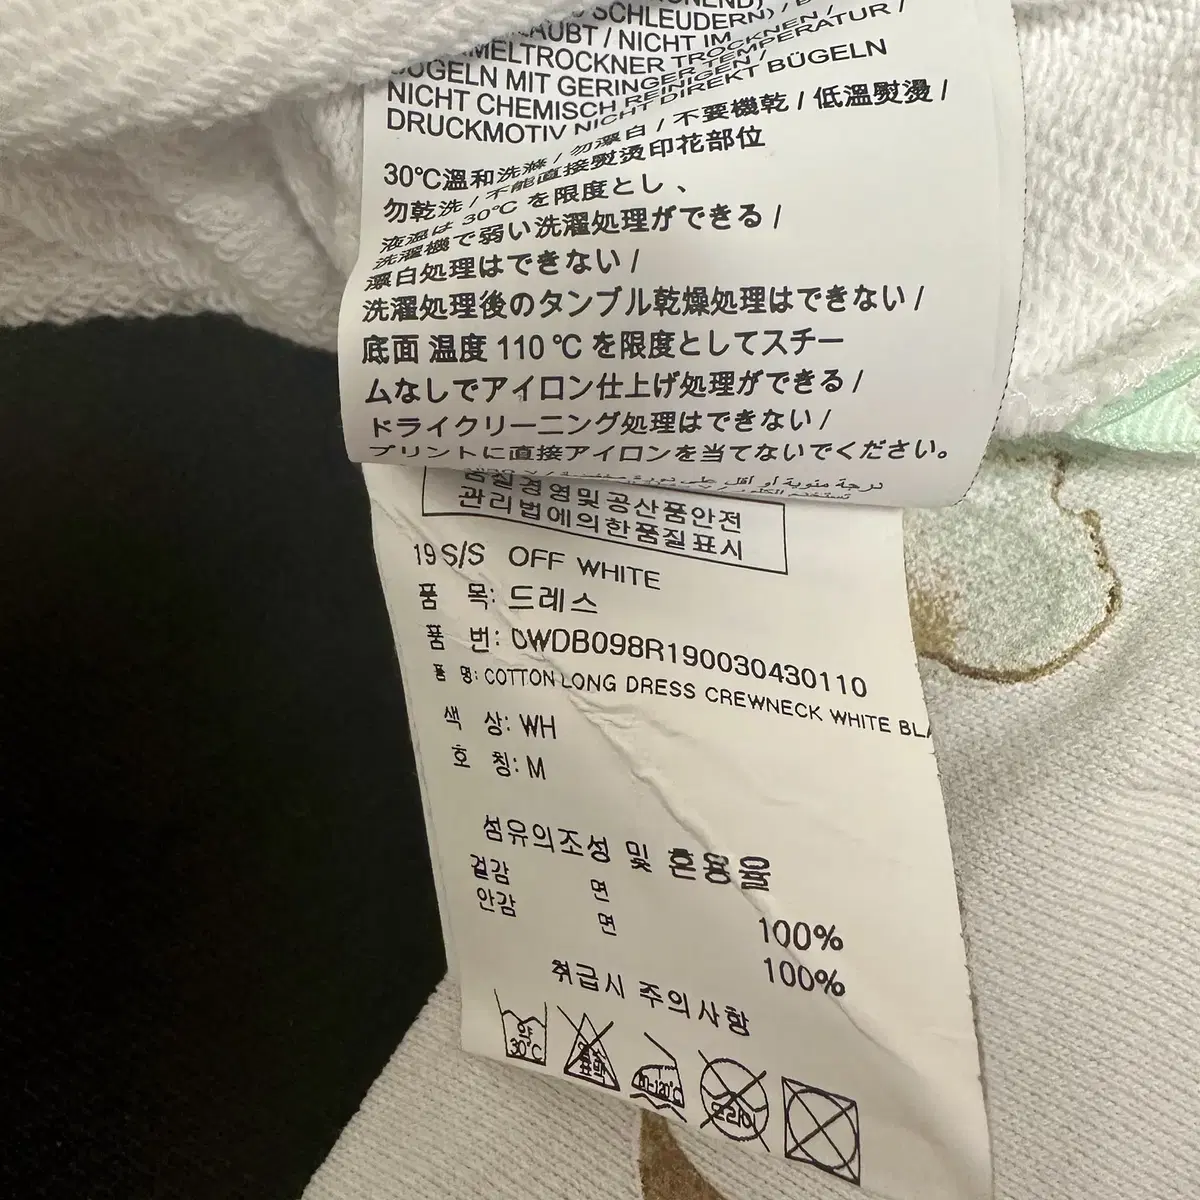 SCHLEUDERN) /
NICHT IM
TROCKNEN /
BÜGELN MIT GERINGER TEMPERATUR /
NICHT CHEMISCH REINIGEN /
DRUCKMOTIV NICHT DIREKT BÜGELN
30℃溫和洗滌 / 勿漂白 / 不要機乾 / 低溫熨燙 /
勿乾洗 / 不能直接熨燙印花部位
液温は 30℃ を限度とし 、
洗濯機で弱い洗濯処理ができる /
漂白処理はできない /
洗濯処理後のタンブル乾燥処理はできない /
底面 温度 110 ℃ を限度としてスチー
ムなしでアイロン仕上げ処理ができる /
ドライクリーニング処理はできない /
プリントに直接アイロンを当てないでください。
품질경영및공산품안전
관리법에의한품질표시
19 S/S OFF WHITE
품 목: 드레스
품 번: OWDB098R190030430110
품 명: COTTON LONG DRESS CREWNECK WHITE
색 상: WH
호 칭: M
섬유의조성 및 혼용율
겉감 면 100%
안감 면 100%
취급시 주의사항
약
30℃
드라이